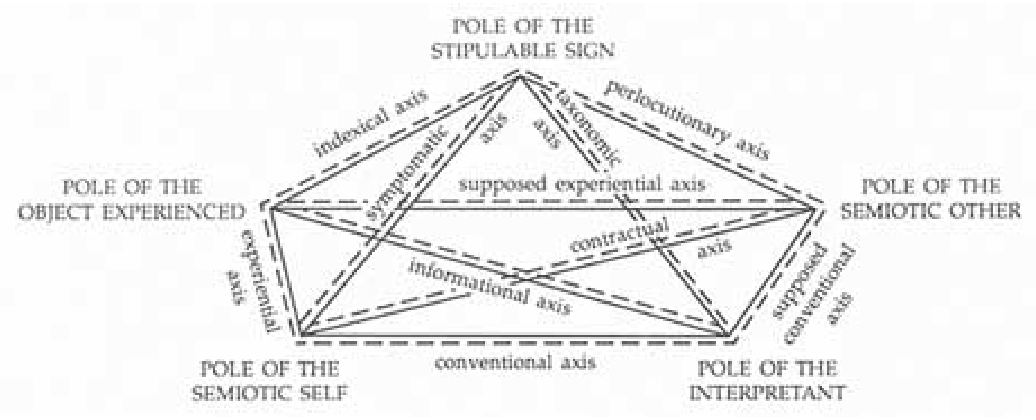 POLE OF THE
STIPULABLE SIGN
indexical axis
symptomatic
axis
taxonomic
axis
perlocutionary axis
POLE OF THE
OBJECT EXPERIENCED
supposed experiential axis
POLE OF THE
SEMIOTIC OTHER
experiential
axis
informational axis
contractual
axis
supposed
conventional
axis
POLE OF THE
SEMIOTIC SELF
conventional axis
POLE OF THE
INTERPRETANT